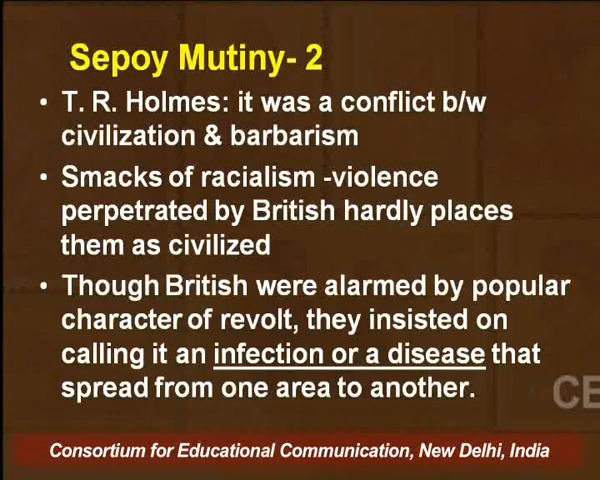 Sepoy Mutiny- 2
• T. R. Holmes: it was a conflict b/w
civilization & barbarism
• Smacks of racialism -violence
perpetrated by British hardly places
them as civilized
• Though British were alarmed by popular
character of revolt, they insisted on
calling it an infection or a disease that
spread from one area to another.
CE
Consortium for Educational Communication, New Delhi, India